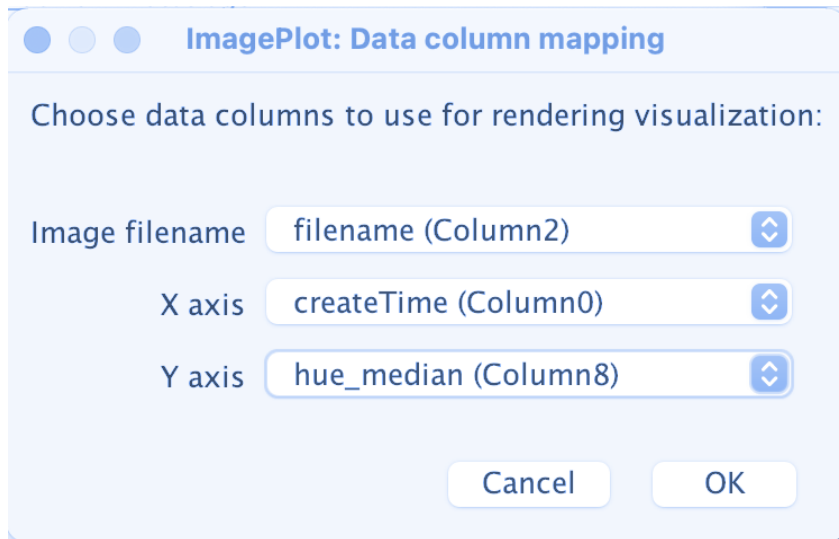 ImagePlot: Data column mapping
Choose data columns to use for rendering visualization:
Image filename filename (Column2)
X axis createTime (Column0)
Y axis hue_median (Column8)
Cancel OK